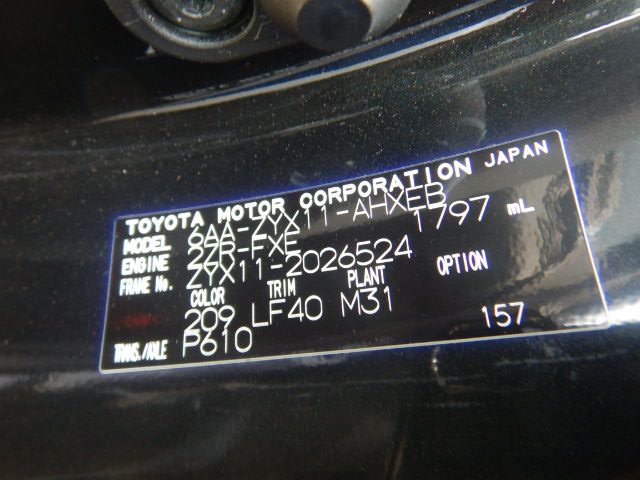 TOYOTA MOTOR CORPORATION JAPAN
MODEL 6AA-ZYX11-AHXEB
ENGINE 2ZR-FXE 1797 mL
FRAME No. ZYX11-2026524
COLOR TRIM PLANT OPTION
209 LF40 M31
TRANS./AXLE P610 157